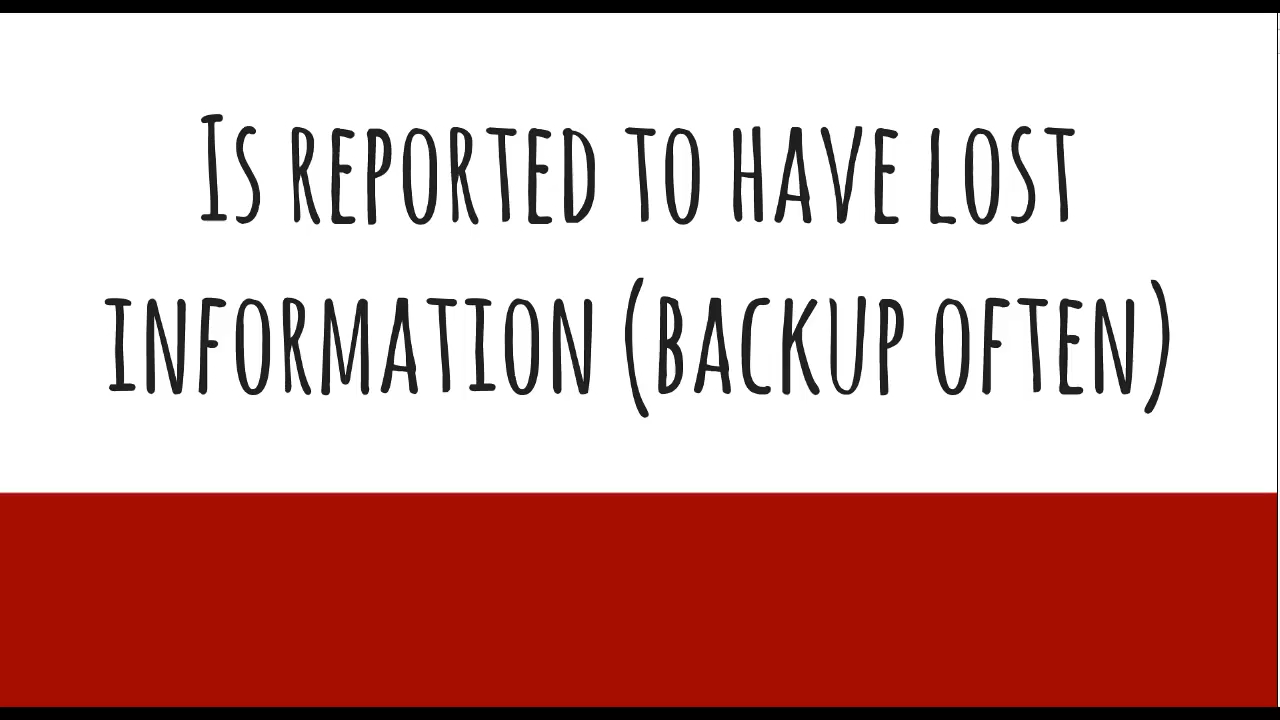 Is reported to have lost
information (backup often)